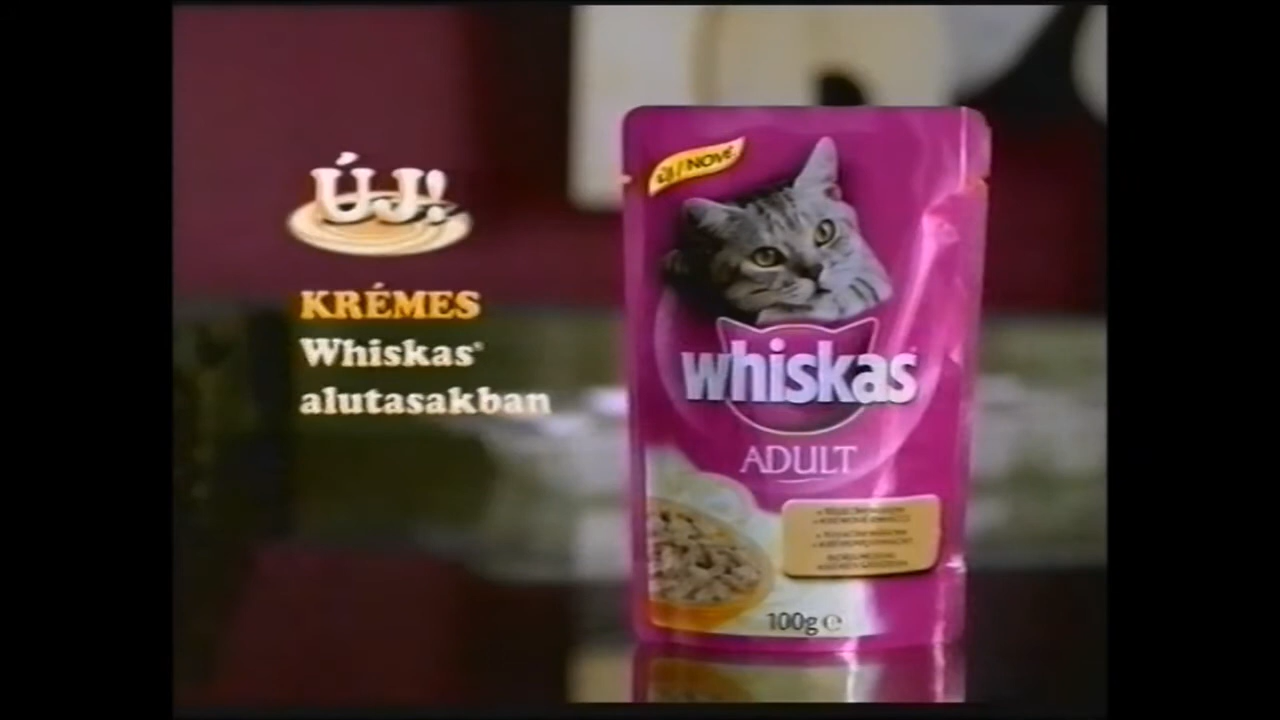 ÚJ!
KRÉMES
Whiskas®
alutasakban
ÚJ/NOVÉ
whiskas
ADULT
100g ℮